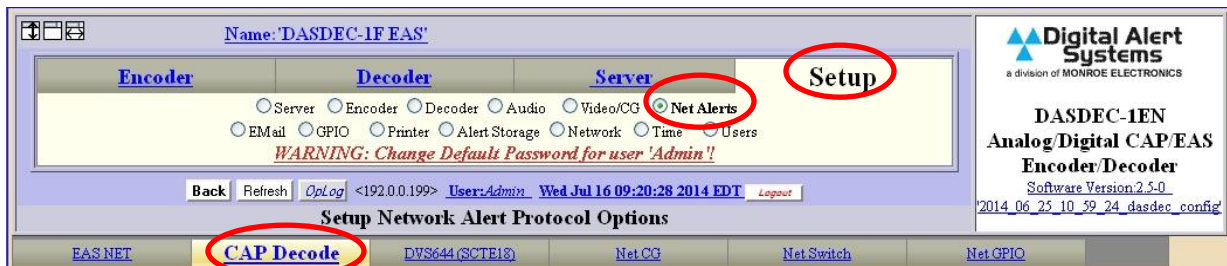 Name:'DASDEC-1F EAS'
Encoder Decoder Server Setup
Server Encoder Decoder Audio Video/CG Net Alerts
EMail GPIO Printer Alert Storage Network Time Users
WARNING: Change Default Password for user 'Admin'!
Back Refresh OpLog <192.0.0.199> User:Admin Wed Jul 16 09:20:28 2014 EDT Logout
Setup Network Alert Protocol Options
EAS NET CAP Decode DVS644 (SCTE18) Net CG Net Switch Net GPIO
Digital Alert
Systems
a division of MONROE ELECTRONICS
DASDEC-1EN
Analog/Digital CAP/EAS
Encoder/Decoder
Software Version:2.5-0
'2014_06_25_10_59_24_dasdec_config'